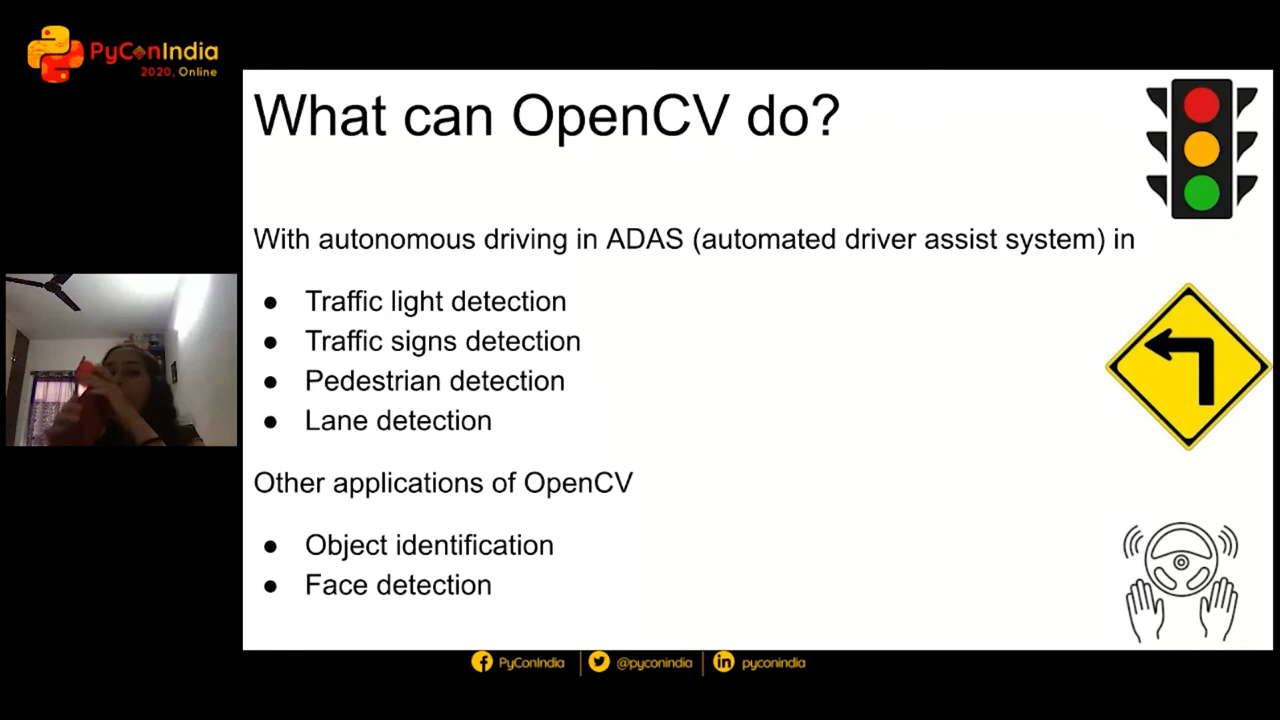 PyConIndia
2020, Online
What can OpenCV do?
With autonomous driving in ADAS (automated driver assist system) in
● Traffic light detection
● Traffic signs detection
● Pedestrian detection
● Lane detection
Other applications of OpenCV
● Object identification
● Face detection
PyConIndia @pyconindia pyconindia